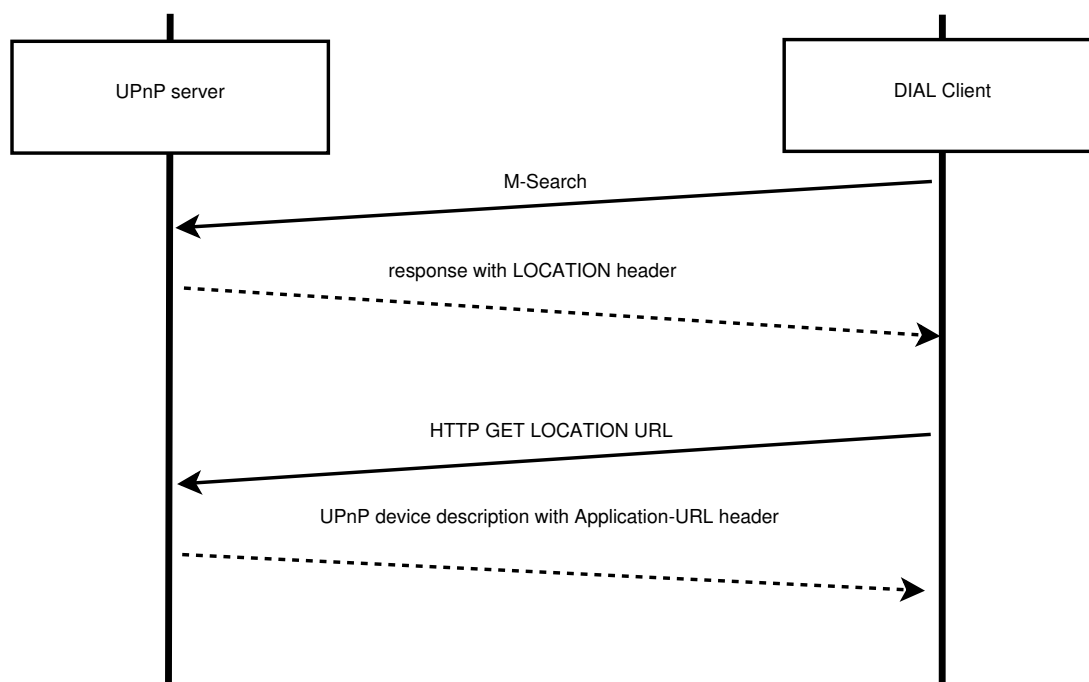 UPnP server
DIAL Client
M-Search
response with LOCATION header
HTTP GET LOCATION URL
UPnP device description with Application-URL header